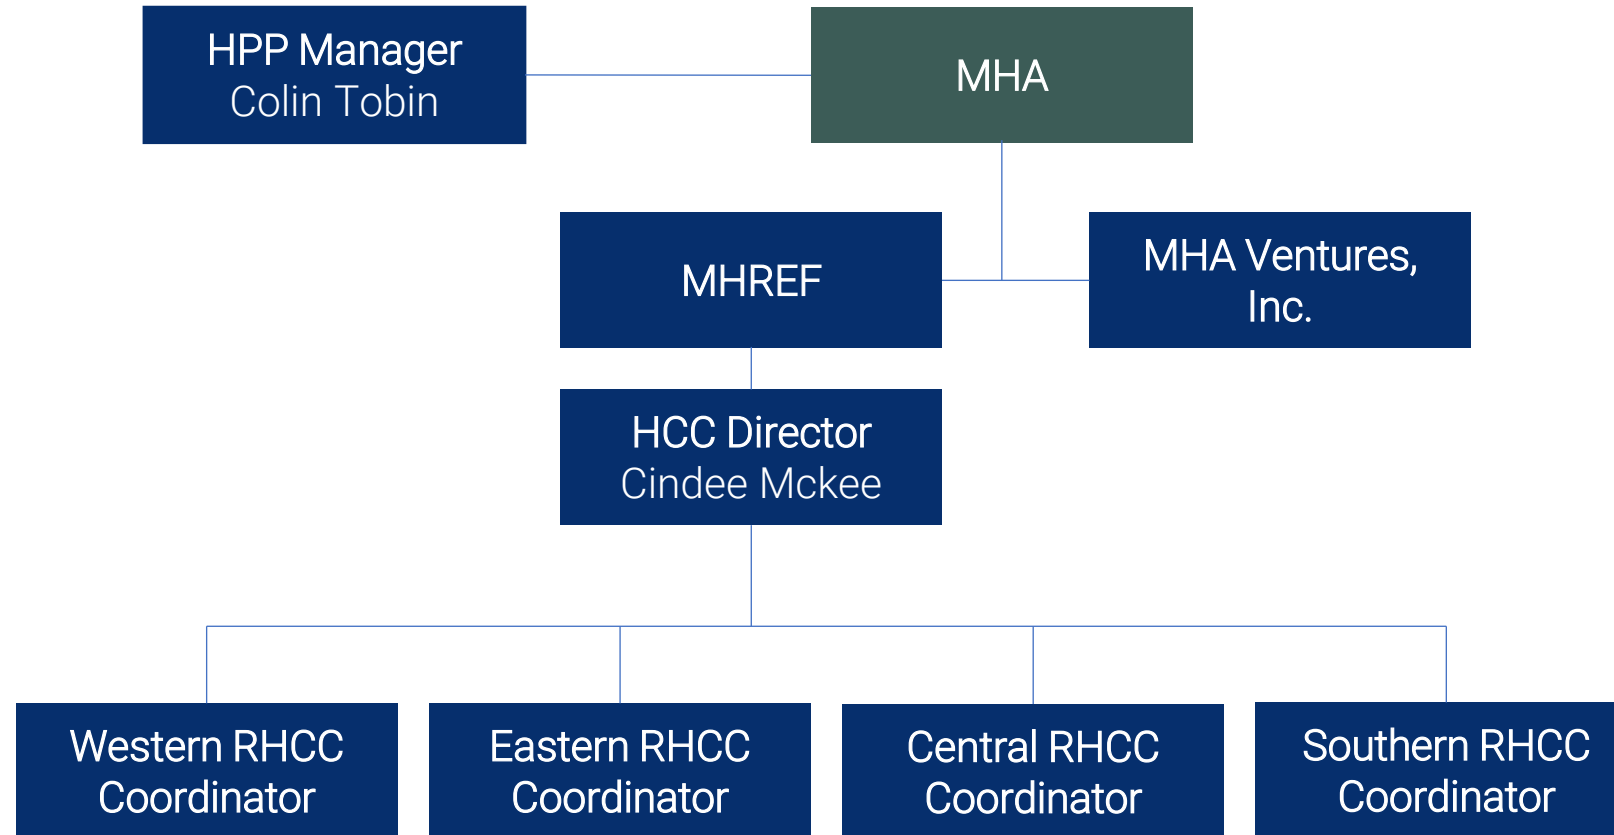 HPP Manager
Colin Tobin
MHA
MHREF
MHA Ventures,
Inc.
HCC Director
Cindee Mckee
Western RHCC
Coordinator
Eastern RHCC
Coordinator
Central RHCC
Coordinator
Southern RHCC
Coordinator